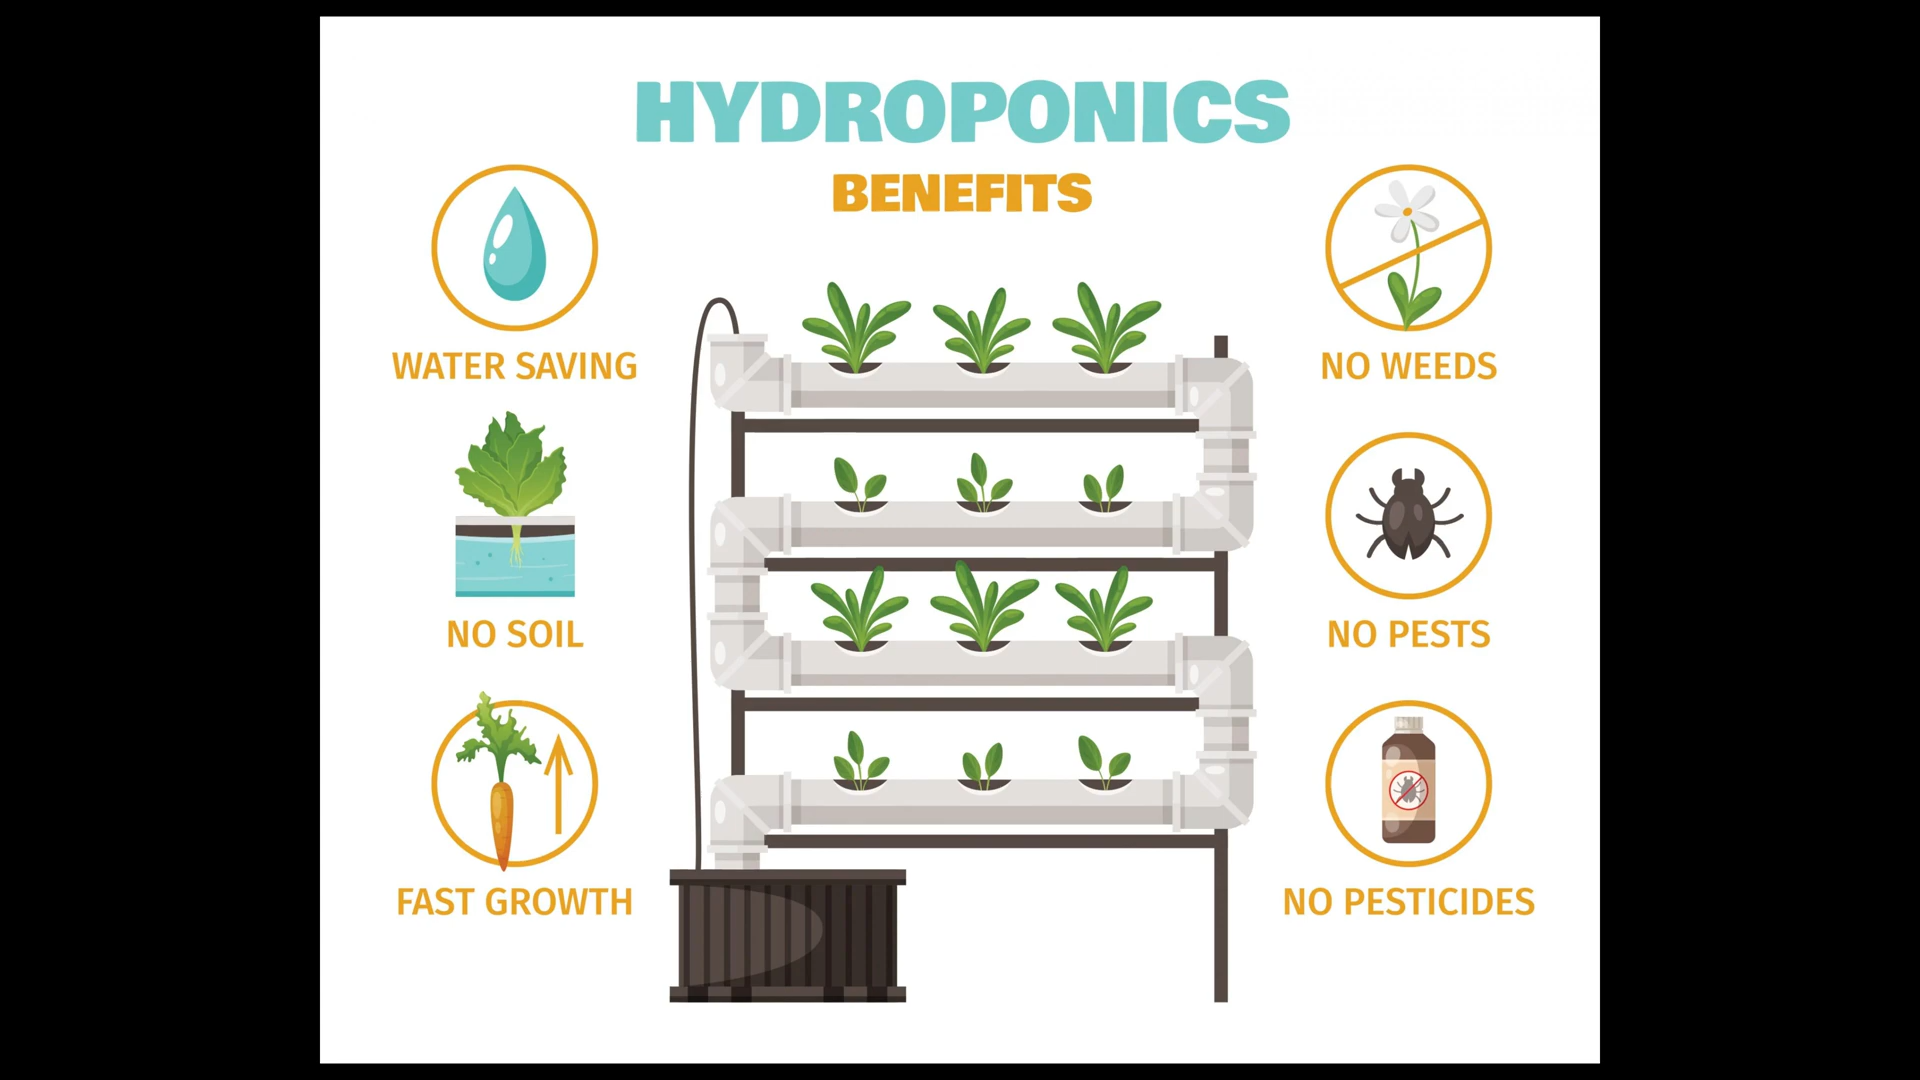 HYDROPONICS
BENEFITS
WATER SAVING
NO SOIL
FAST GROWTH
NO WEEDS
NO PESTS
NO PESTICIDES